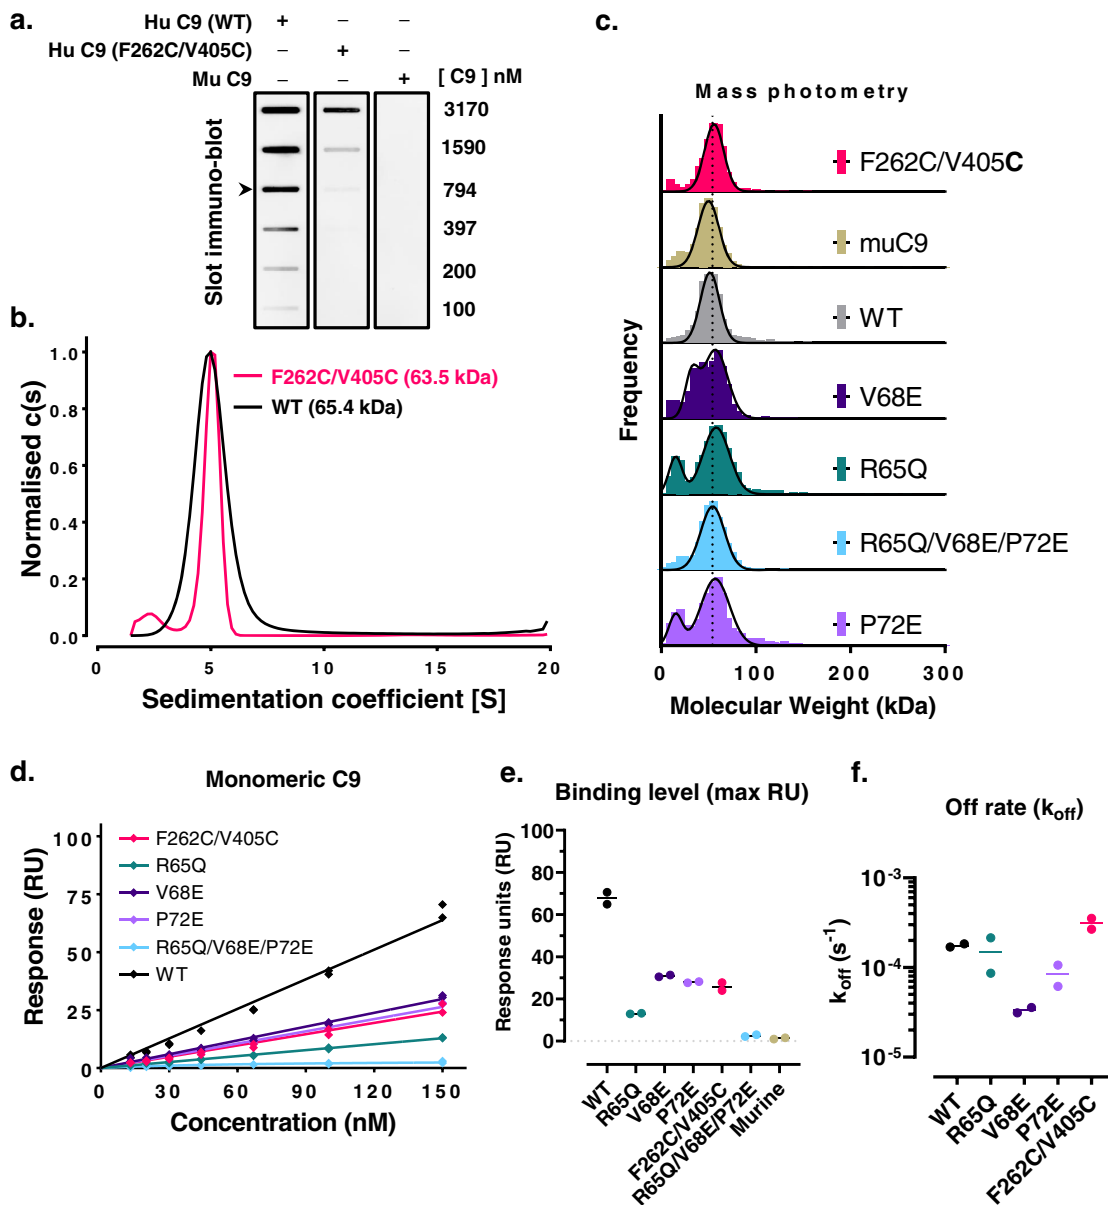 a.
Hu C9 (WT) + – –
Hu C9 (F262C/V405C) – + –
Mu C9 – – + [ C9 ] nM
Slot immuno-blot
3170
1590
794
397
200
100
b.
Normalised c(s)
1.0
0.8
0.6
0.4
0.2
0.0
F262C/V405C (63.5 kDa)
WT (65.4 kDa)
0 5 10 15 20
Sedimentation coefficient [S]
c.
Mass photometry
Frequency
F262C/V405C
muC9
WT
V68E
R65Q
R65Q/V68E/P72E
P72E
0 100 200 300
Molecular Weight (kDa)
d.
Monomeric C9
Response (RU)
100
75
50
25
0
F262C/V405C
R65Q
V68E
P72E
R65Q/V68E/P72E
WT
0 30 60 90 120 150
Concentration (nM)
e.
Binding level (max RU)
Response units (RU)
100
80
60
40
20
0
WT
R65Q
V68E
P72E
F262C/V405C
R65Q/V68E/P72E
Murine
f.
Off rate (koff)
koff (s-1)
10-3
10-4
10-5
WT
R65Q
V68E
P72E
F262C/V405C